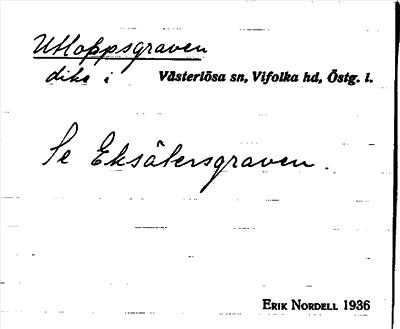 Utloppsgraven
dike i Västerlösa sn, Vifolka hd, Östg. l.
Se Eksätersgraven.
Erik Nordell 1936